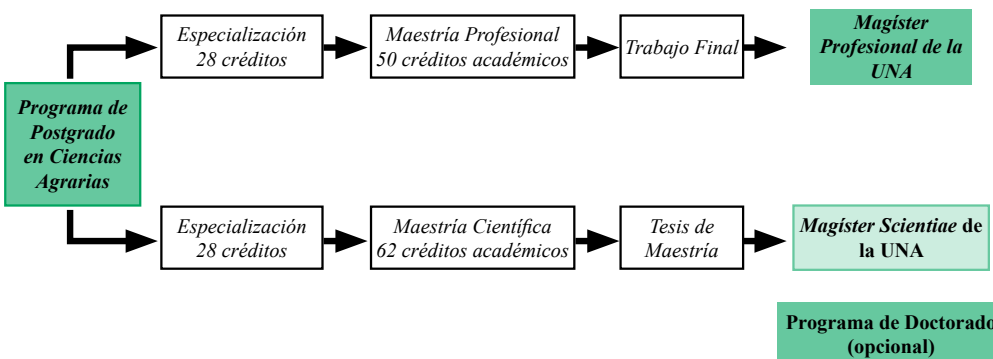 Programa de
Postgrado
en Ciencias
Agrarias
Especialización
28 créditos
Maestría Profesional
50 créditos académicos
Trabajo Final
Magíster
Profesional de la
UNA
Especialización
28 créditos
Maestría Científica
62 créditos académicos
Tesis de
Maestría
Magíster Scientiae de
la UNA
Programa de Doctorado
(opcional)